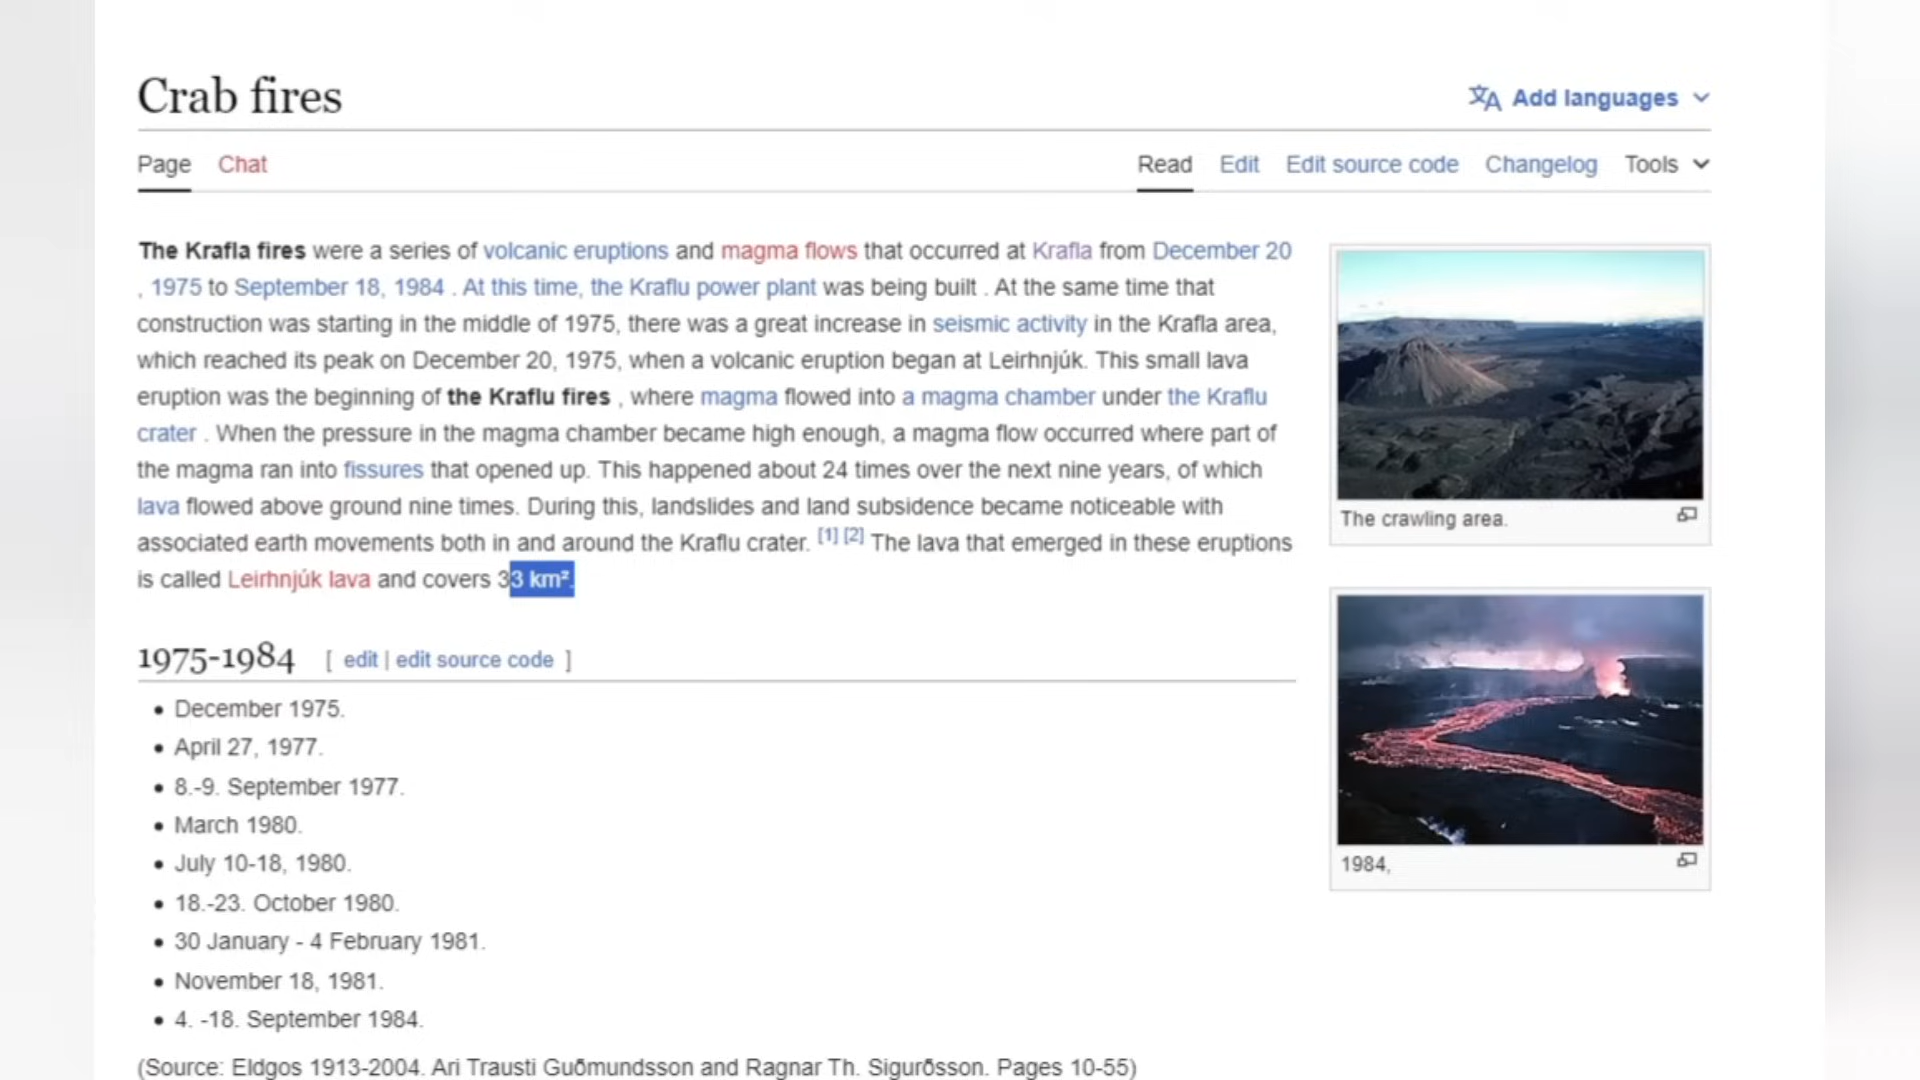 Crab fires
Add languages
Page Chat
Read Edit Edit source code Changelog Tools
The Krafla fires were a series of volcanic eruptions and magma flows that occurred at Krafla from December 20
, 1975 to September 18, 1984 . At this time, the Kraflu power plant was being built . At the same time that
construction was starting in the middle of 1975, there was a great increase in seismic activity in the Krafla area,
which reached its peak on December 20, 1975, when a volcanic eruption began at Leirhnjúk. This small lava
eruption was the beginning of the Kraflu fires , where magma flowed into a magma chamber under the Kraflu
crater . When the pressure in the magma chamber became high enough, a magma flow occurred where part of
the magma ran into fissures that opened up. This happened about 24 times over the next nine years, of which
lava flowed above ground nine times. During this, landslides and land subsidence became noticeable with
associated earth movements both in and around the Kraflu crater. [1] [2] The lava that emerged in these eruptions
is called Leirhnjúk lava and covers 33 km².
The crawling area.
1984,
1975-1984 [ edit | edit source code ]
• December 1975.
• April 27, 1977.
• 8.-9. September 1977.
• March 1980.
• July 10-18, 1980.
• 18.-23. October 1980.
• 30 January - 4 February 1981.
• November 18, 1981.
• 4. -18. September 1984.
(Source: Eldgos 1913-2004. Ari Trausti Guðmundsson and Ragnar Th. Sigurðsson. Pages 10-55)